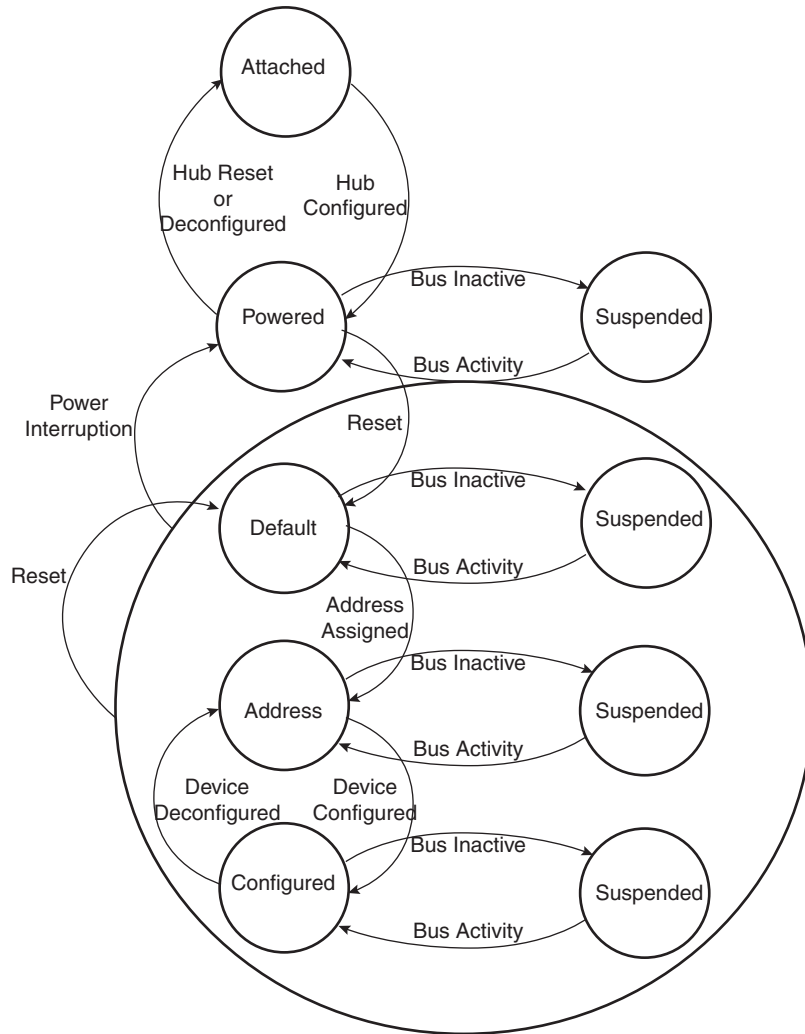 Attached
Hub Reset
or
Deconfigured
Hub
Configured
Powered
Bus Inactive
Suspended
Bus Activity
Power
Interruption
Reset
Default
Bus Inactive
Suspended
Bus Activity
Reset
Address
Assigned
Bus Inactive
Address
Suspended
Bus Activity
Device
Deconfigured
Device
Configured
Bus Inactive
Configured
Suspended
Bus Activity